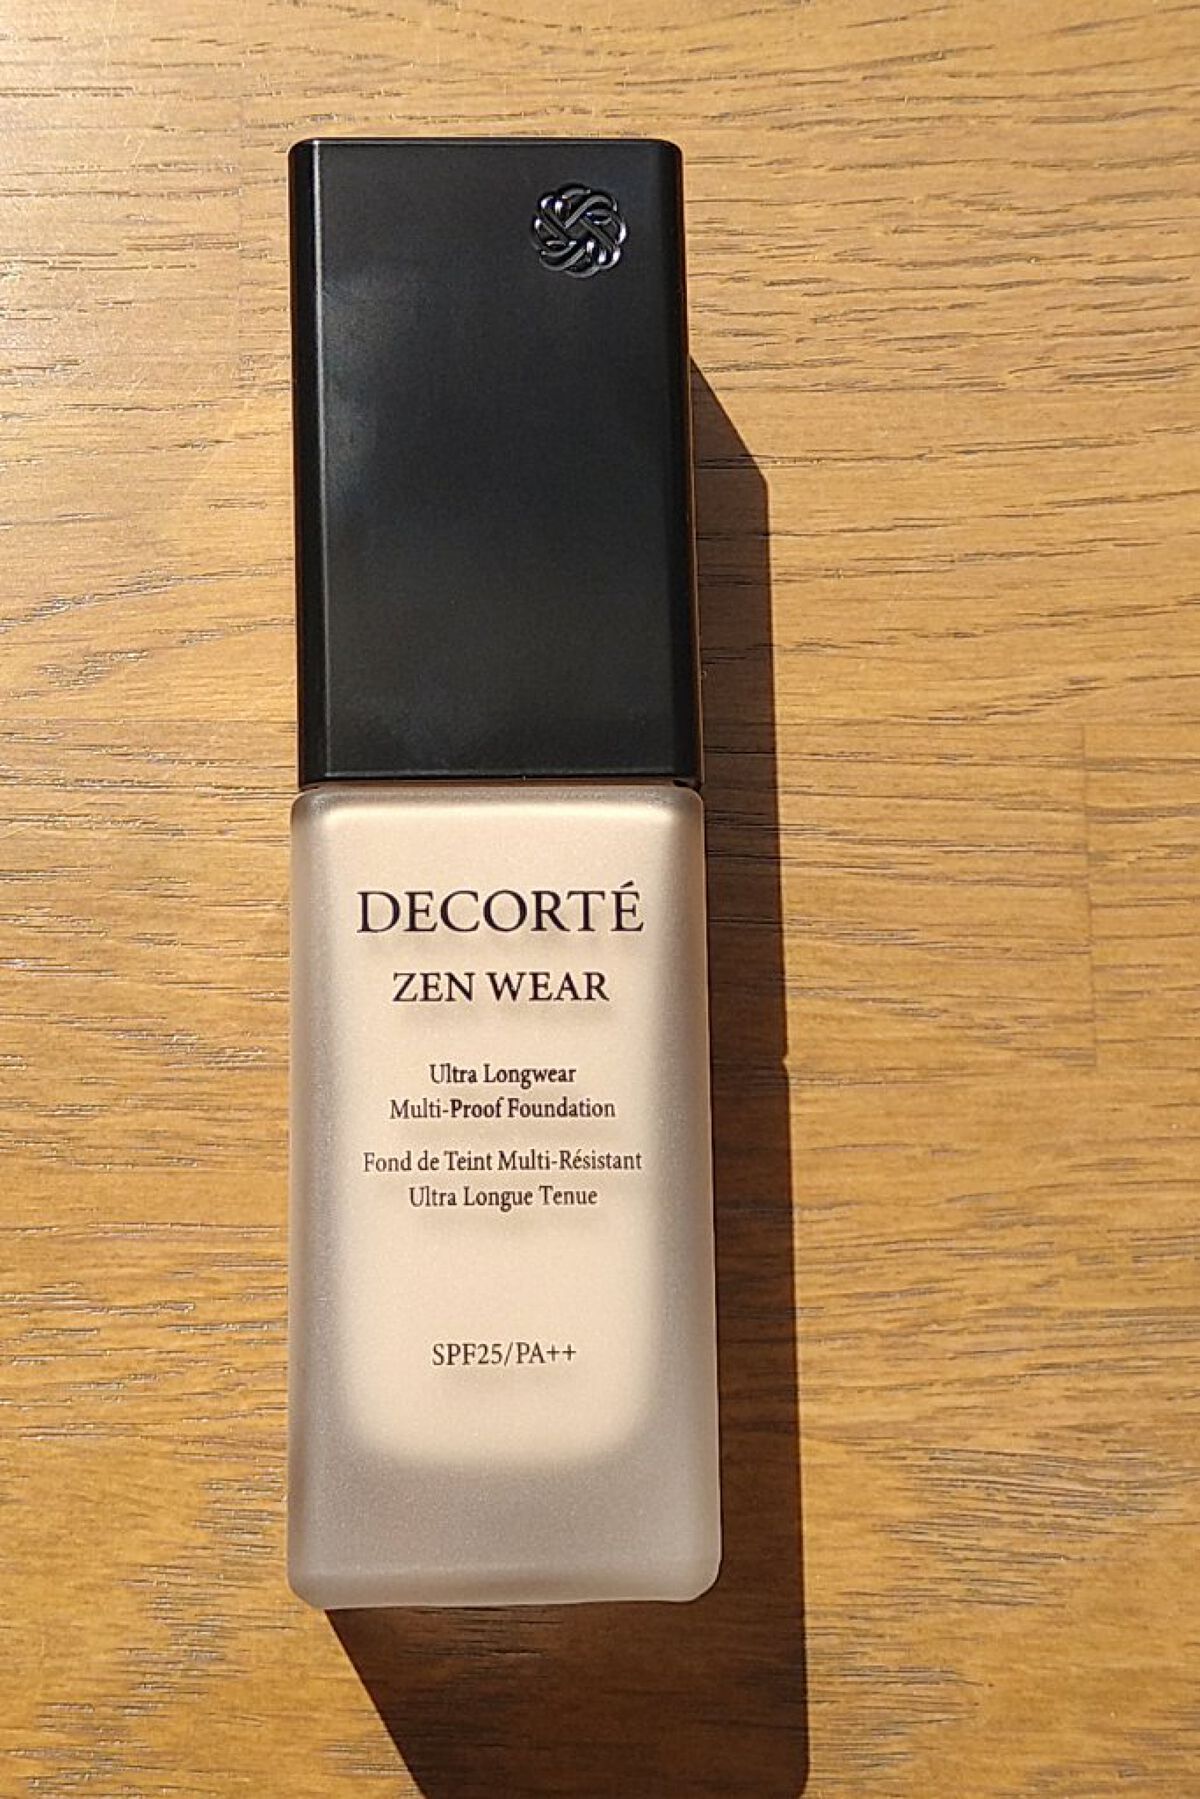 DECORTÉ
ZEN WEAR
Ultra Longwear
Multi-Proof Foundation
Fond de Teint Multi-Résistant
Ultra Longue Tenue
SPF25/PA++